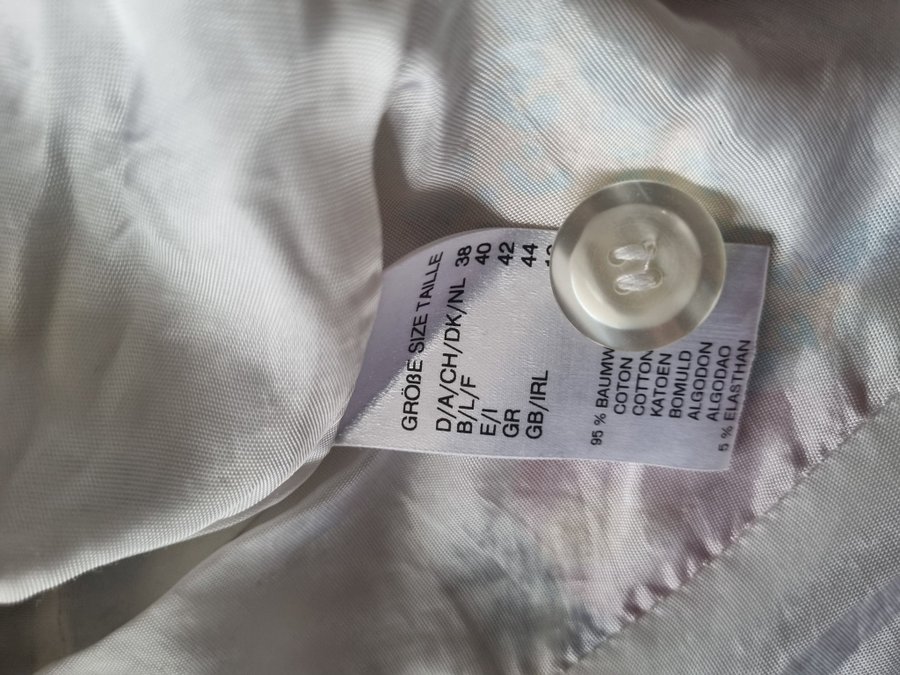 GRÖßE SIZE TAILLE
D/A/CH/DK/NL 38
B/L/F 40
E/I 42
GR 44
GB/IRL
95 % BAUMW
COTON
COTTON
KATOEN
BOMULD
ALGODON
ALGODAO
5 % ELASTHAN